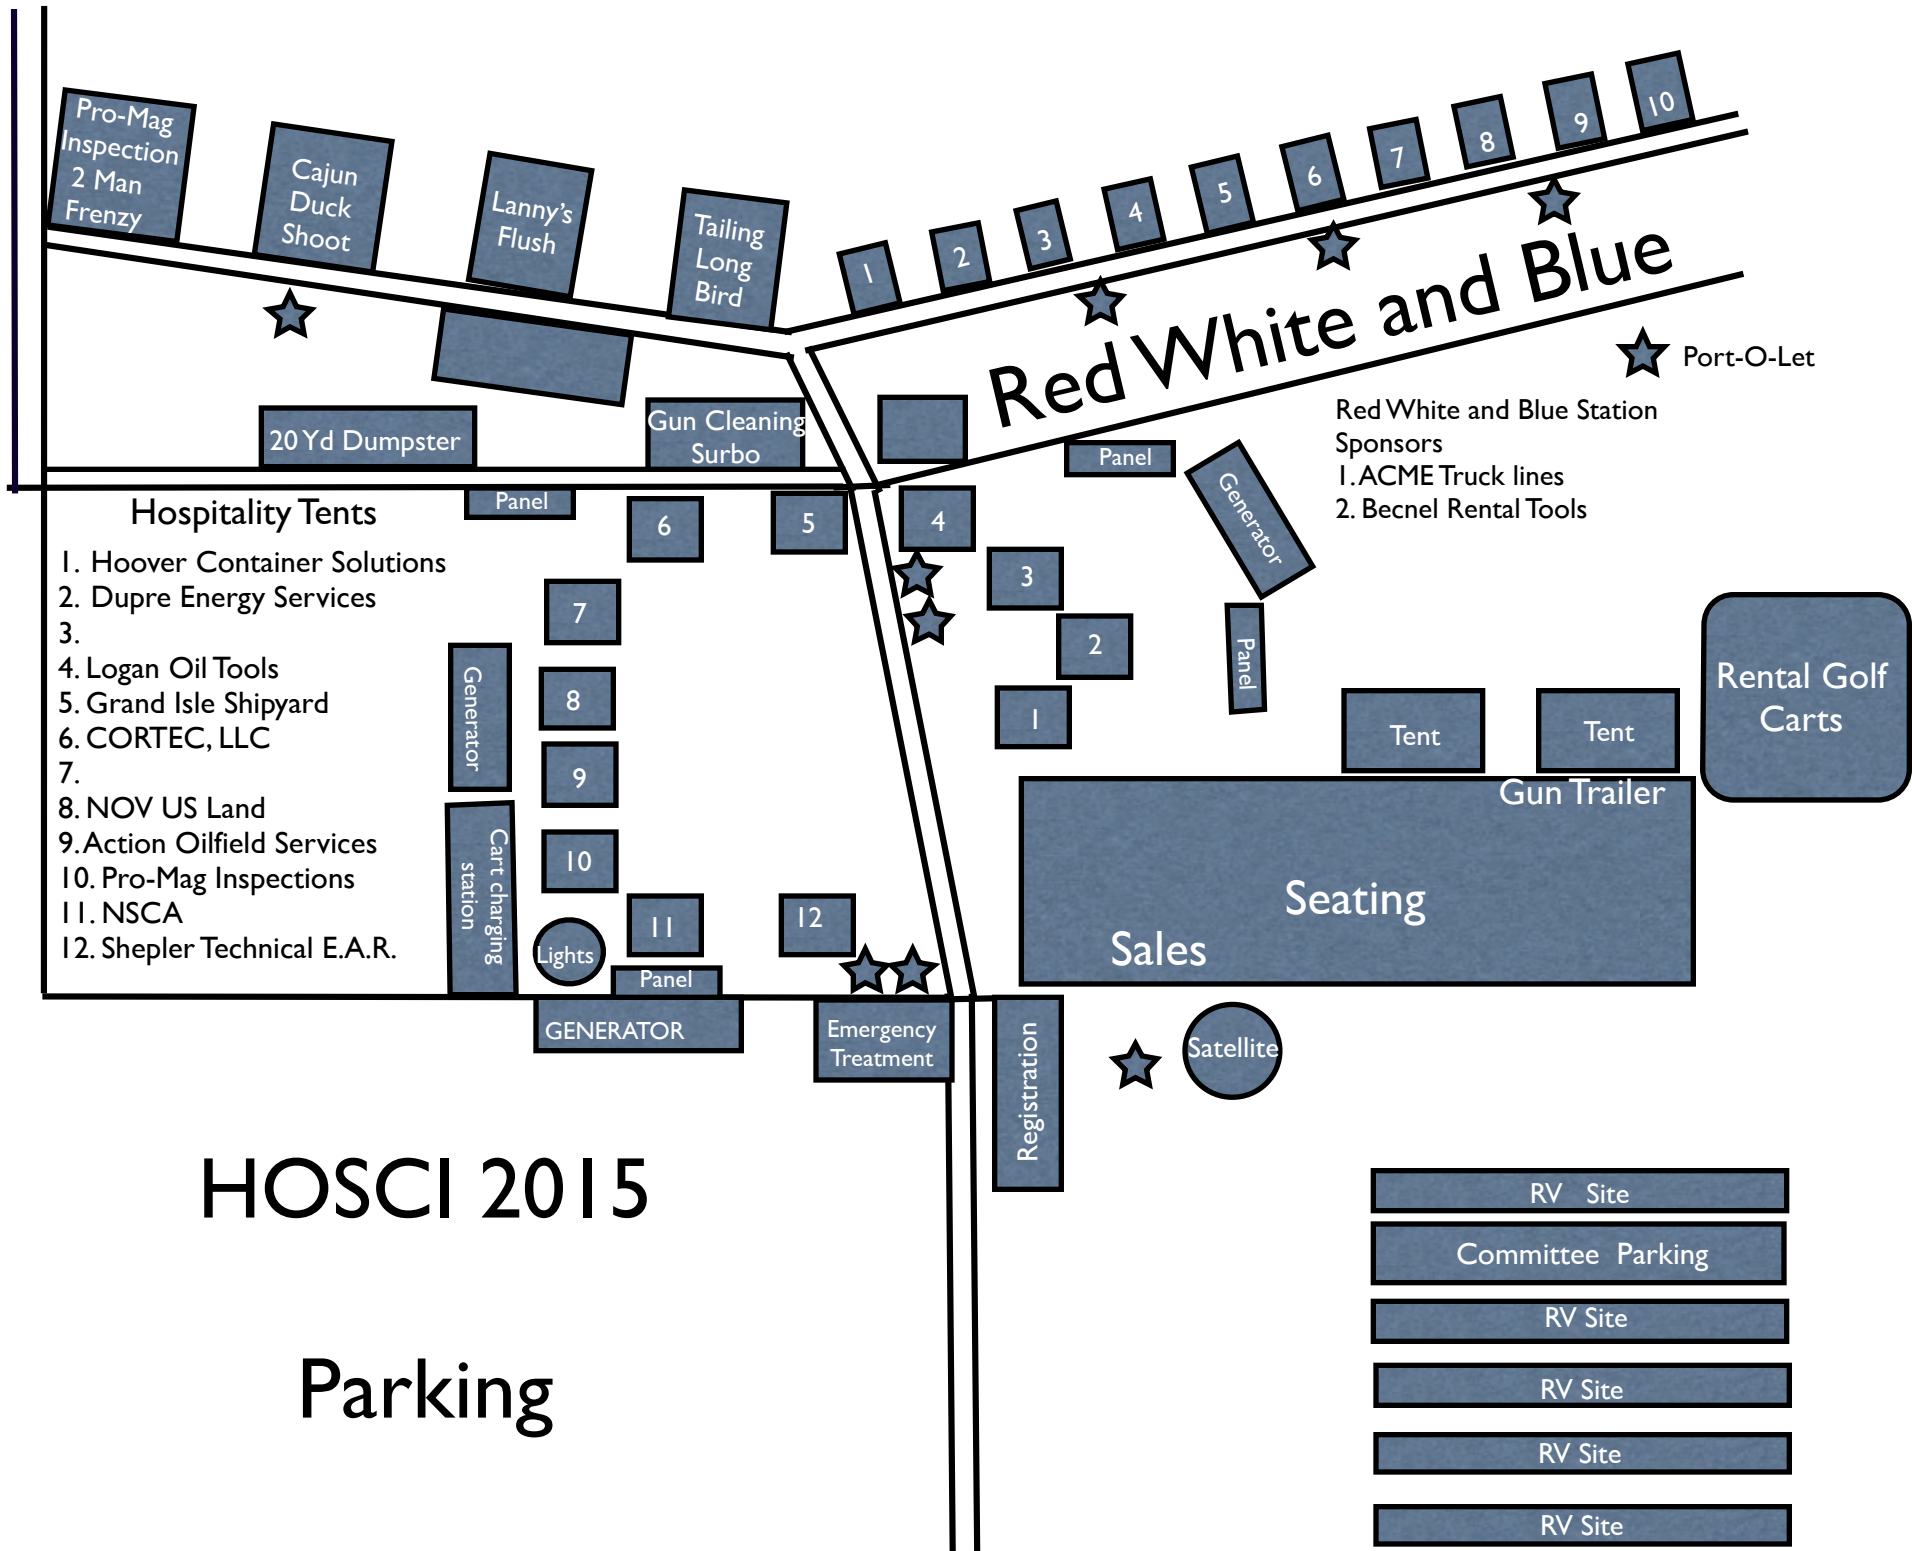 Pro-Mag
Inspection
2 Man
Frenzy
Cajun
Duck
Shoot
Lanny's
Flush
Tailing
Long
Bird
1
2
3
4
5
6
7
8
9
10
Red White and Blue
Port-O-Let
Red White and Blue Station
Sponsors
1. ACME Truck lines
2. Becnel Rental Tools
20 Yd Dumpster
Gun Cleaning
Surbo
Panel
Generator
Hospitality Tents
1. Hoover Container Solutions
2. Dupre Energy Services
3.
4. Logan Oil Tools
5. Grand Isle Shipyard
6. CORTEC, LLC
7.
8. NOV US Land
9. Action Oilfield Services
10. Pro-Mag Inspections
11. NSCA
12. Shepler Technical E.A.R.
Panel
6
5
4
3
7
2
Panel
Generator
8
1
9
10
Cart charging
station
11
12
Lights
Panel
Tent
Tent
Rental Golf
Carts
Gun Trailer
Seating
Sales
GENERATOR
Emergency
Treatment
Registration
Satellite
HOSCI 2015
Parking
RV Site
Committee Parking
RV Site
RV Site
RV Site
RV Site